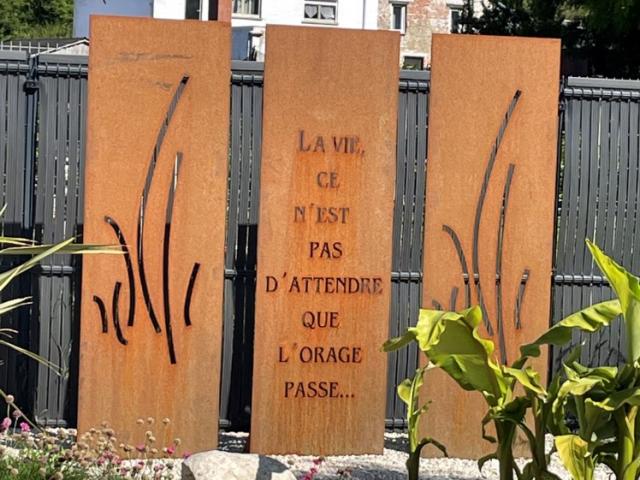 LA VIE,
CE
N'EST
PAS
D'ATTENDRE
QUE
L'ORAGE
PASSE...